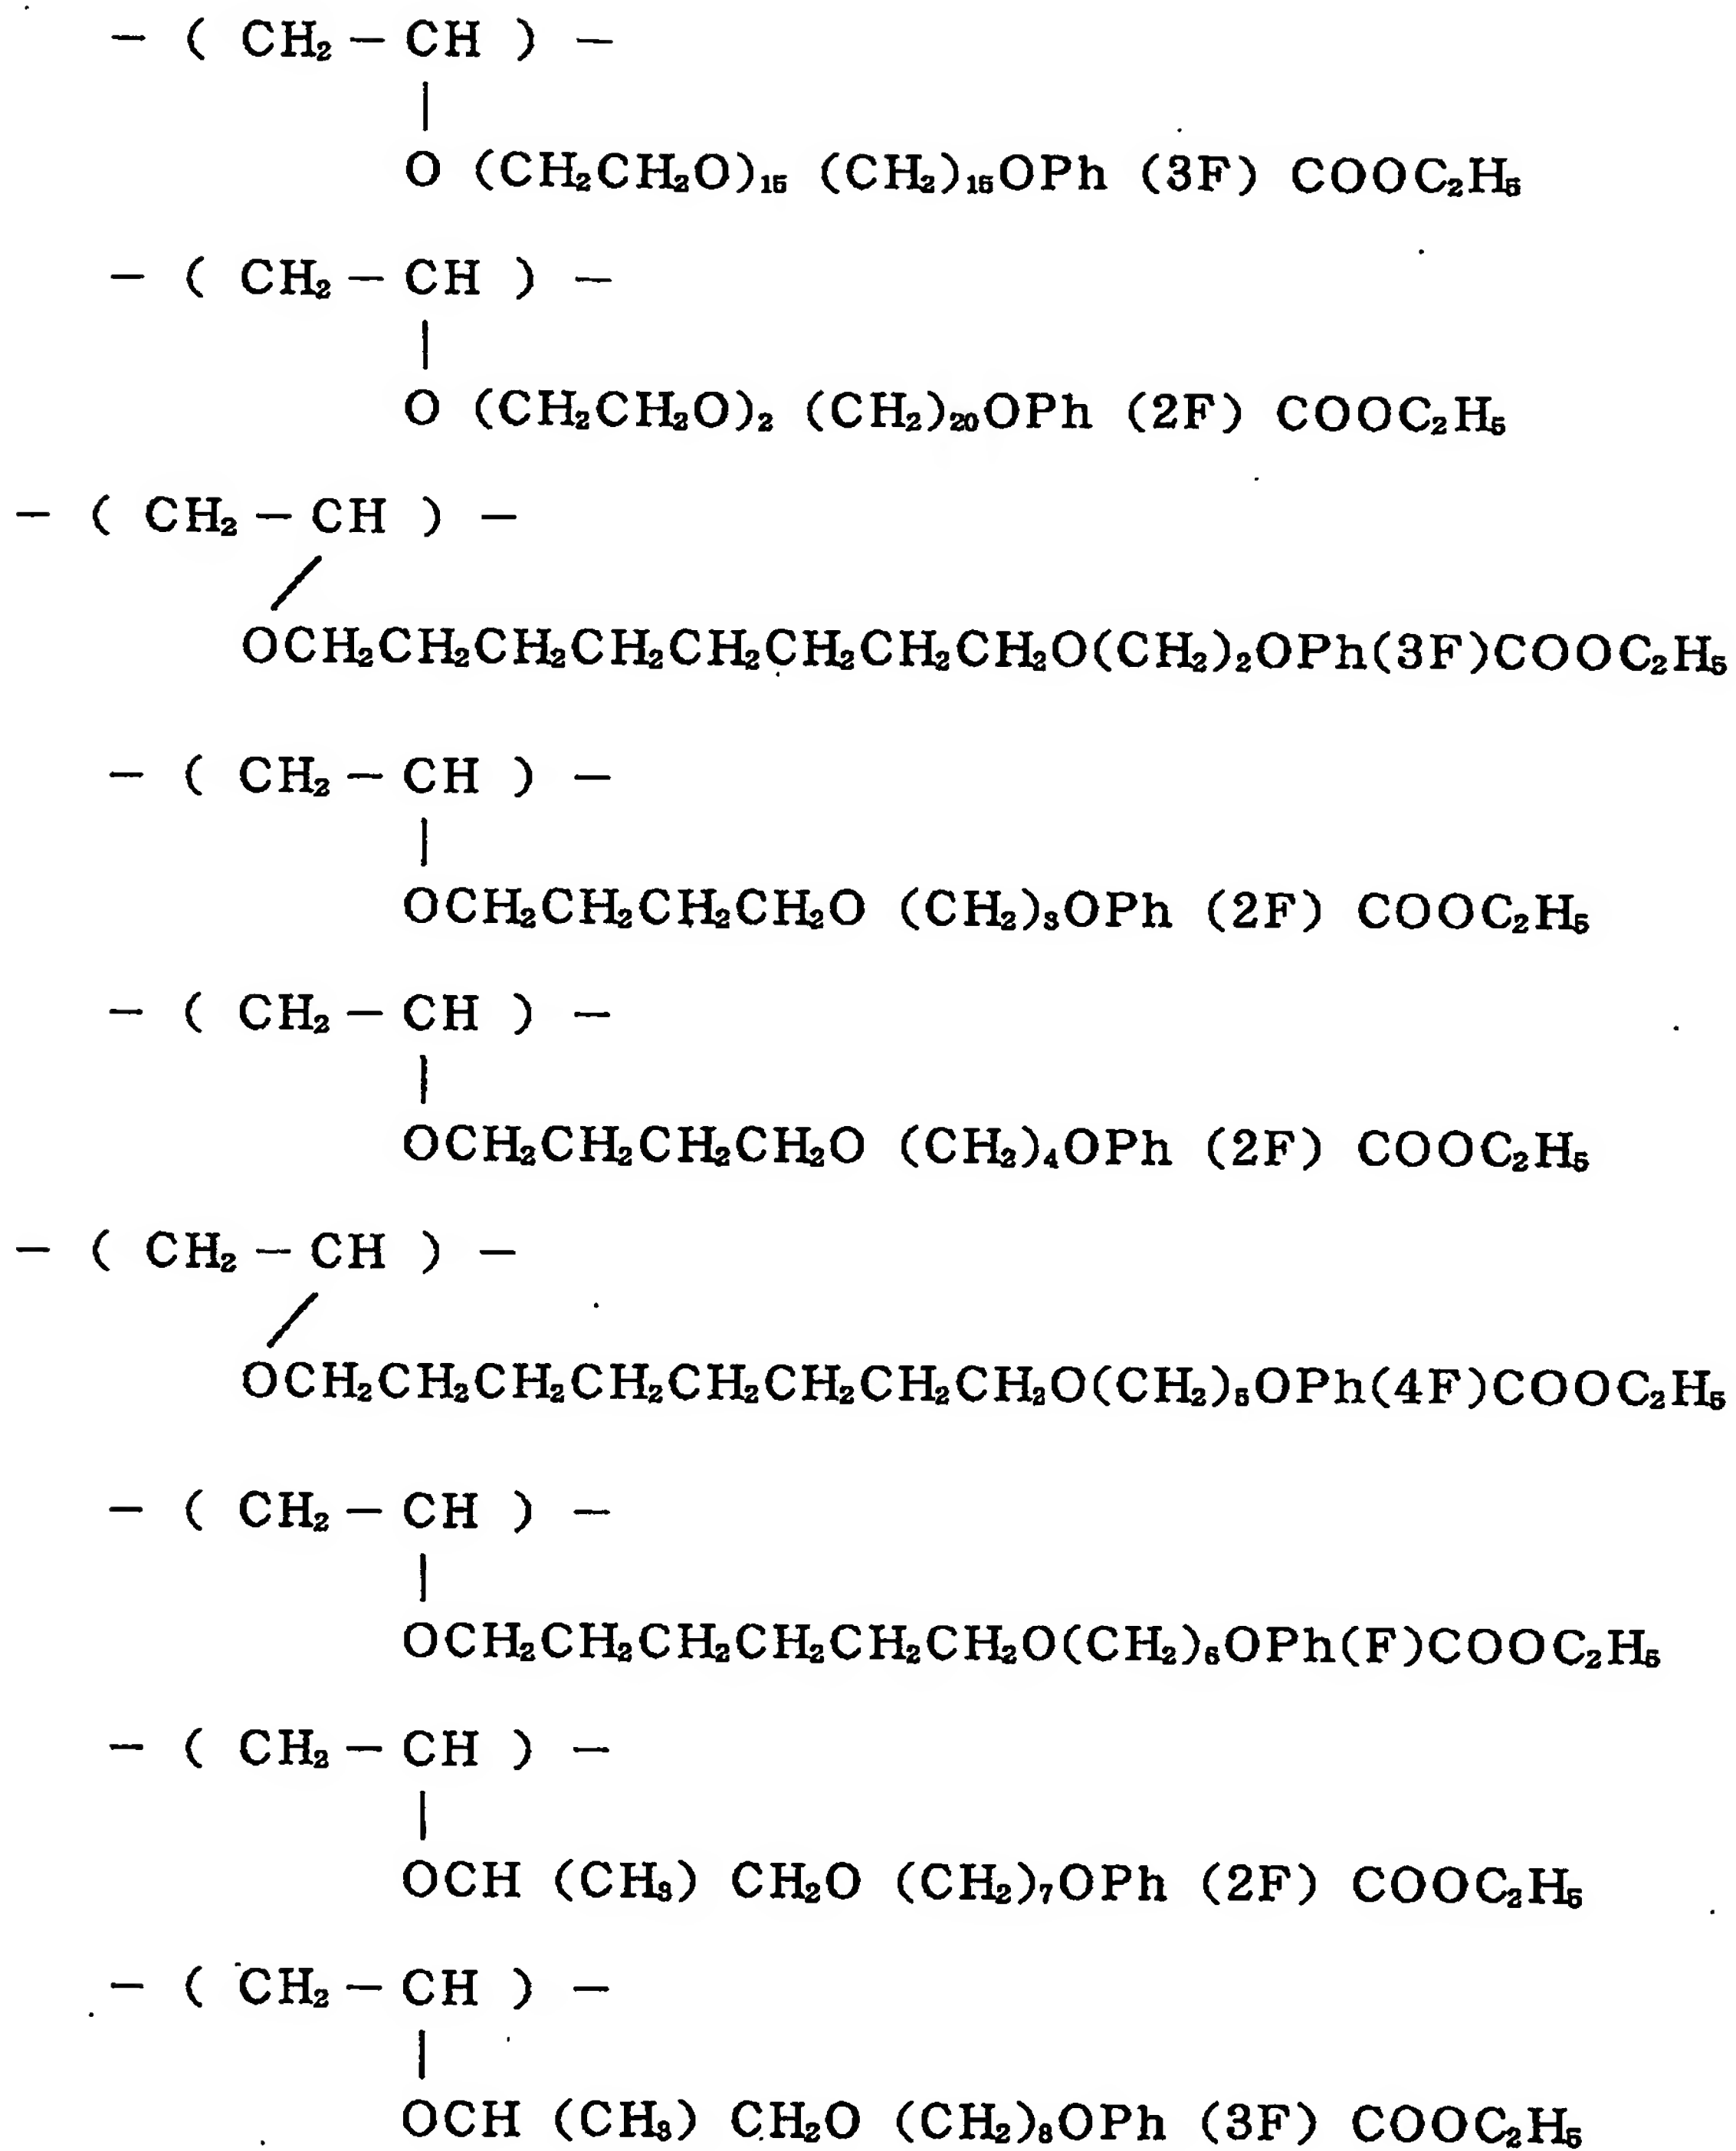 − ( CH₂ − CH ) −
|
O (CH₂CH₂O)₁₅ (CH₂)₁₅OPh (3F) COOC₂H₅
− ( CH₂ − CH ) −
|
O (CH₂CH₂O)₂ (CH₂)₂₀OPh (2F) COOC₂H₅
− ( CH₂ − CH ) −
/
OCH₂CH₂CH₂CH₂CH₂CH₂CH₂CH₂O(CH₂)₂OPh(3F)COOC₂H₅
− ( CH₂ − CH ) −
|
OCH₂CH₂CH₂CH₂O (CH₂)₃OPh (2F) COOC₂H₅
− ( CH₂ − CH ) −
|
OCH₂CH₂CH₂CH₂O (CH₂)₄OPh (2F) COOC₂H₅
− ( CH₂ − CH ) −
/
OCH₂CH₂CH₂CH₂CH₂CH₂CH₂CH₂O(CH₂)₅OPh(4F)COOC₂H₅
− ( CH₂ − CH ) −
|
OCH₂CH₂CH₂CH₂CH₂CH₂O(CH₂)₆OPh(F)COOC₂H₅
− ( CH₂ − CH ) −
|
OCH (CH₃) CH₂O (CH₂)₇OPh (2F) COOC₂H₅
− ( CH₂ − CH ) −
|
OCH (CH₃) CH₂O (CH₂)₈OPh (3F) COOC₂H₅